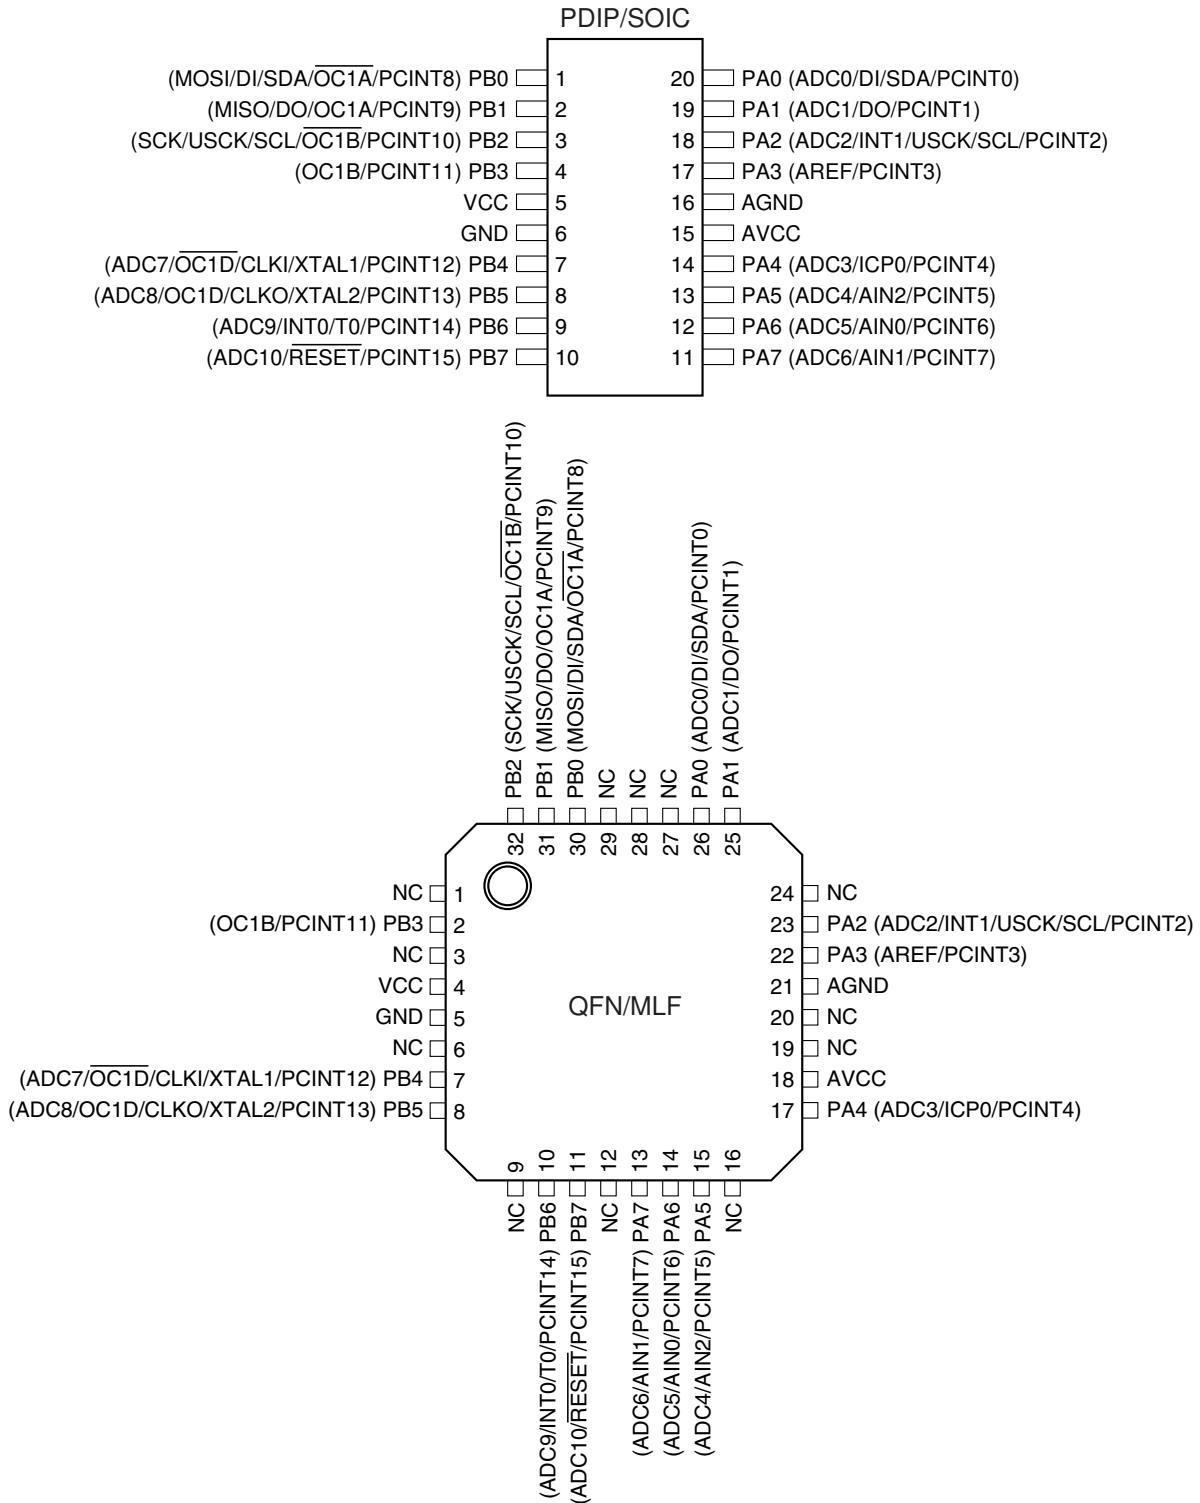 PDIP/SOIC
(MOSI/DI/SDA/OC1A/PCINT8) PB0 1 20 PA0 (ADC0/DI/SDA/PCINT0)
(MISO/DO/OC1A/PCINT9) PB1 2 19 PA1 (ADC1/DO/PCINT1)
(SCK/USCK/SCL/OC1B/PCINT10) PB2 3 18 PA2 (ADC2/INT1/USCK/SCL/PCINT2)
(OC1B/PCINT11) PB3 4 17 PA3 (AREF/PCINT3)
VCC 5 16 AGND
GND 6 15 AVCC
(ADC7/OC1D/CLKI/XTAL1/PCINT12) PB4 7 14 PA4 (ADC3/ICP0/PCINT4)
(ADC8/OC1D/CLKO/XTAL2/PCINT13) PB5 8 13 PA5 (ADC4/AIN2/PCINT5)
(ADC9/INT0/T0/PCINT14) PB6 9 12 PA6 (ADC5/AIN0/PCINT6)
(ADC10/RESET/PCINT15) PB7 10 11 PA7 (ADC6/AIN1/PCINT7)
32 PB2 (SCK/USCK/SCL/OC1B/PCINT10)
31 PB1 (MISO/DO/OC1A/PCINT9)
30 PB0 (MOSI/DI/SDA/OC1A/PCINT8)
29 NC
28 NC
27 NC
26 PA0 (ADC0/DI/SDA/PCINT0)
25 PA1 (ADC1/DO/PCINT1)
NC 1 24 NC
(OC1B/PCINT11) PB3 2 23 PA2 (ADC2/INT1/USCK/SCL/PCINT2)
NC 3 22 PA3 (AREF/PCINT3)
VCC 4 21 AGND
QFN/MLF
GND 5 20 NC
NC 6 19 NC
(ADC7/OC1D/CLKI/XTAL1/PCINT12) PB4 7 18 AVCC
(ADC8/OC1D/CLKO/XTAL2/PCINT13) PB5 8 17 PA4 (ADC3/ICP0/PCINT4)
NC 9
(ADC9/INT0/T0/PCINT14) PB6 10
(ADC10/RESET/PCINT15) PB7 11
NC 12
(ADC6/AIN1/PCINT7) PA7 13
(ADC5/AIN0/PCINT6) PA6 14
(ADC4/AIN2/PCINT5) PA5 15
NC 16